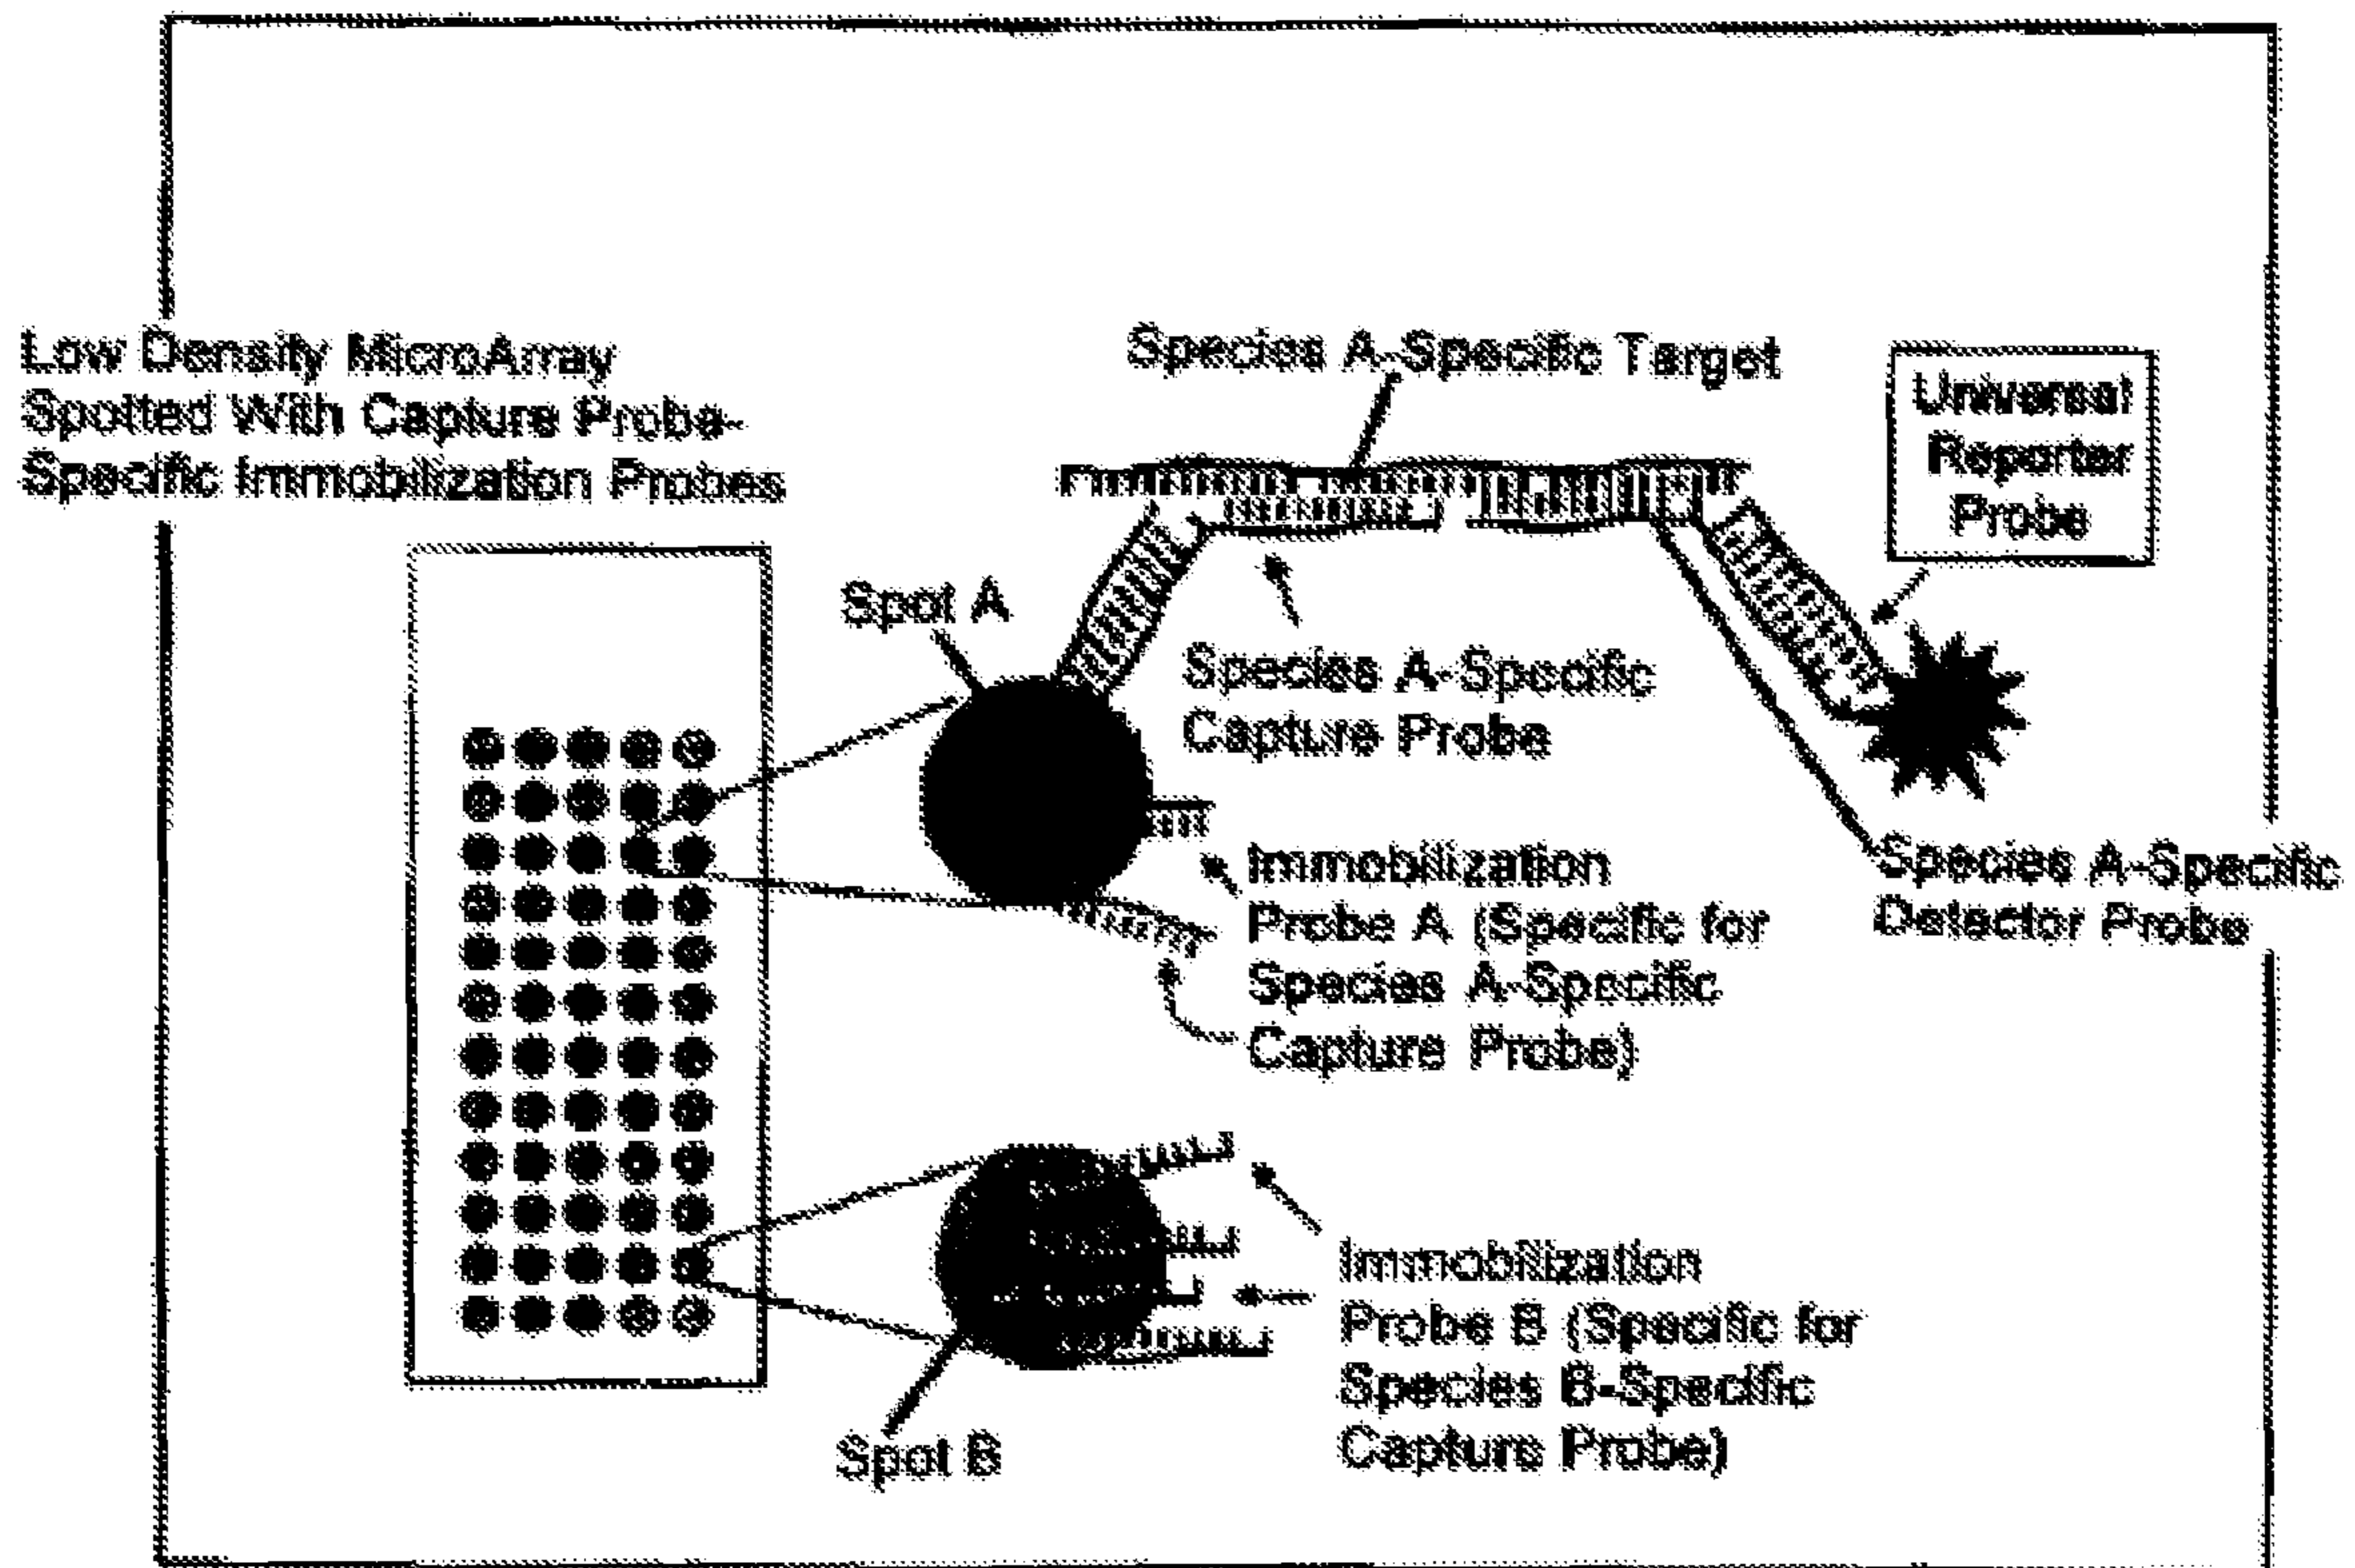 Low Density MicroArray
Spotted With Capture Probe-
Specific Immobilization Probes
Species A-Specific Target
Universal
Reporter
Probe
Spot A
Species A-Specific
Capture Probe
Immobilization
Probe A (Specific for
Species A-Specific
Capture Probe)
Species A-Specific
Detector Probe
Immobilization
Probe B (Specific for
Species B-Specific
Capture Probe)
Spot B